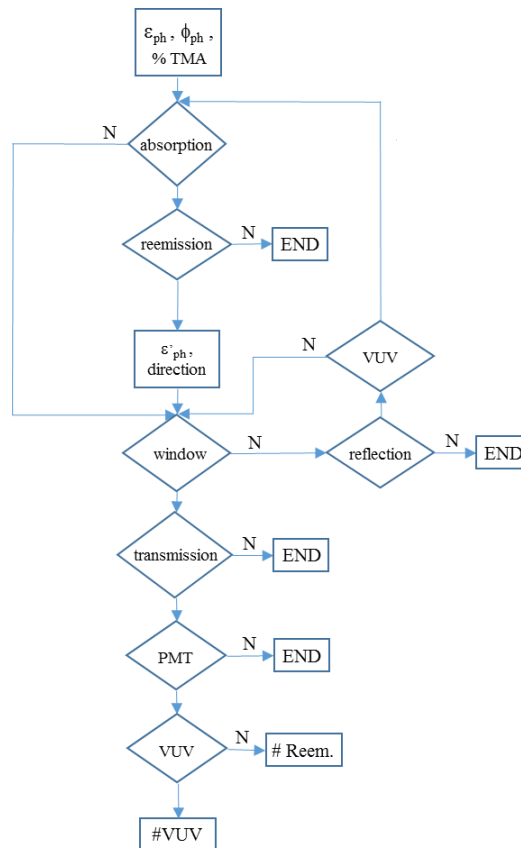 εph , ϕph ,
% TMA
N
absorption
reemission
N
END
ε'ph,
direction
N
VUV
window
N
reflection
N
END
transmission
N
END
PMT
N
END
VUV
N
# Reem.
#VUV